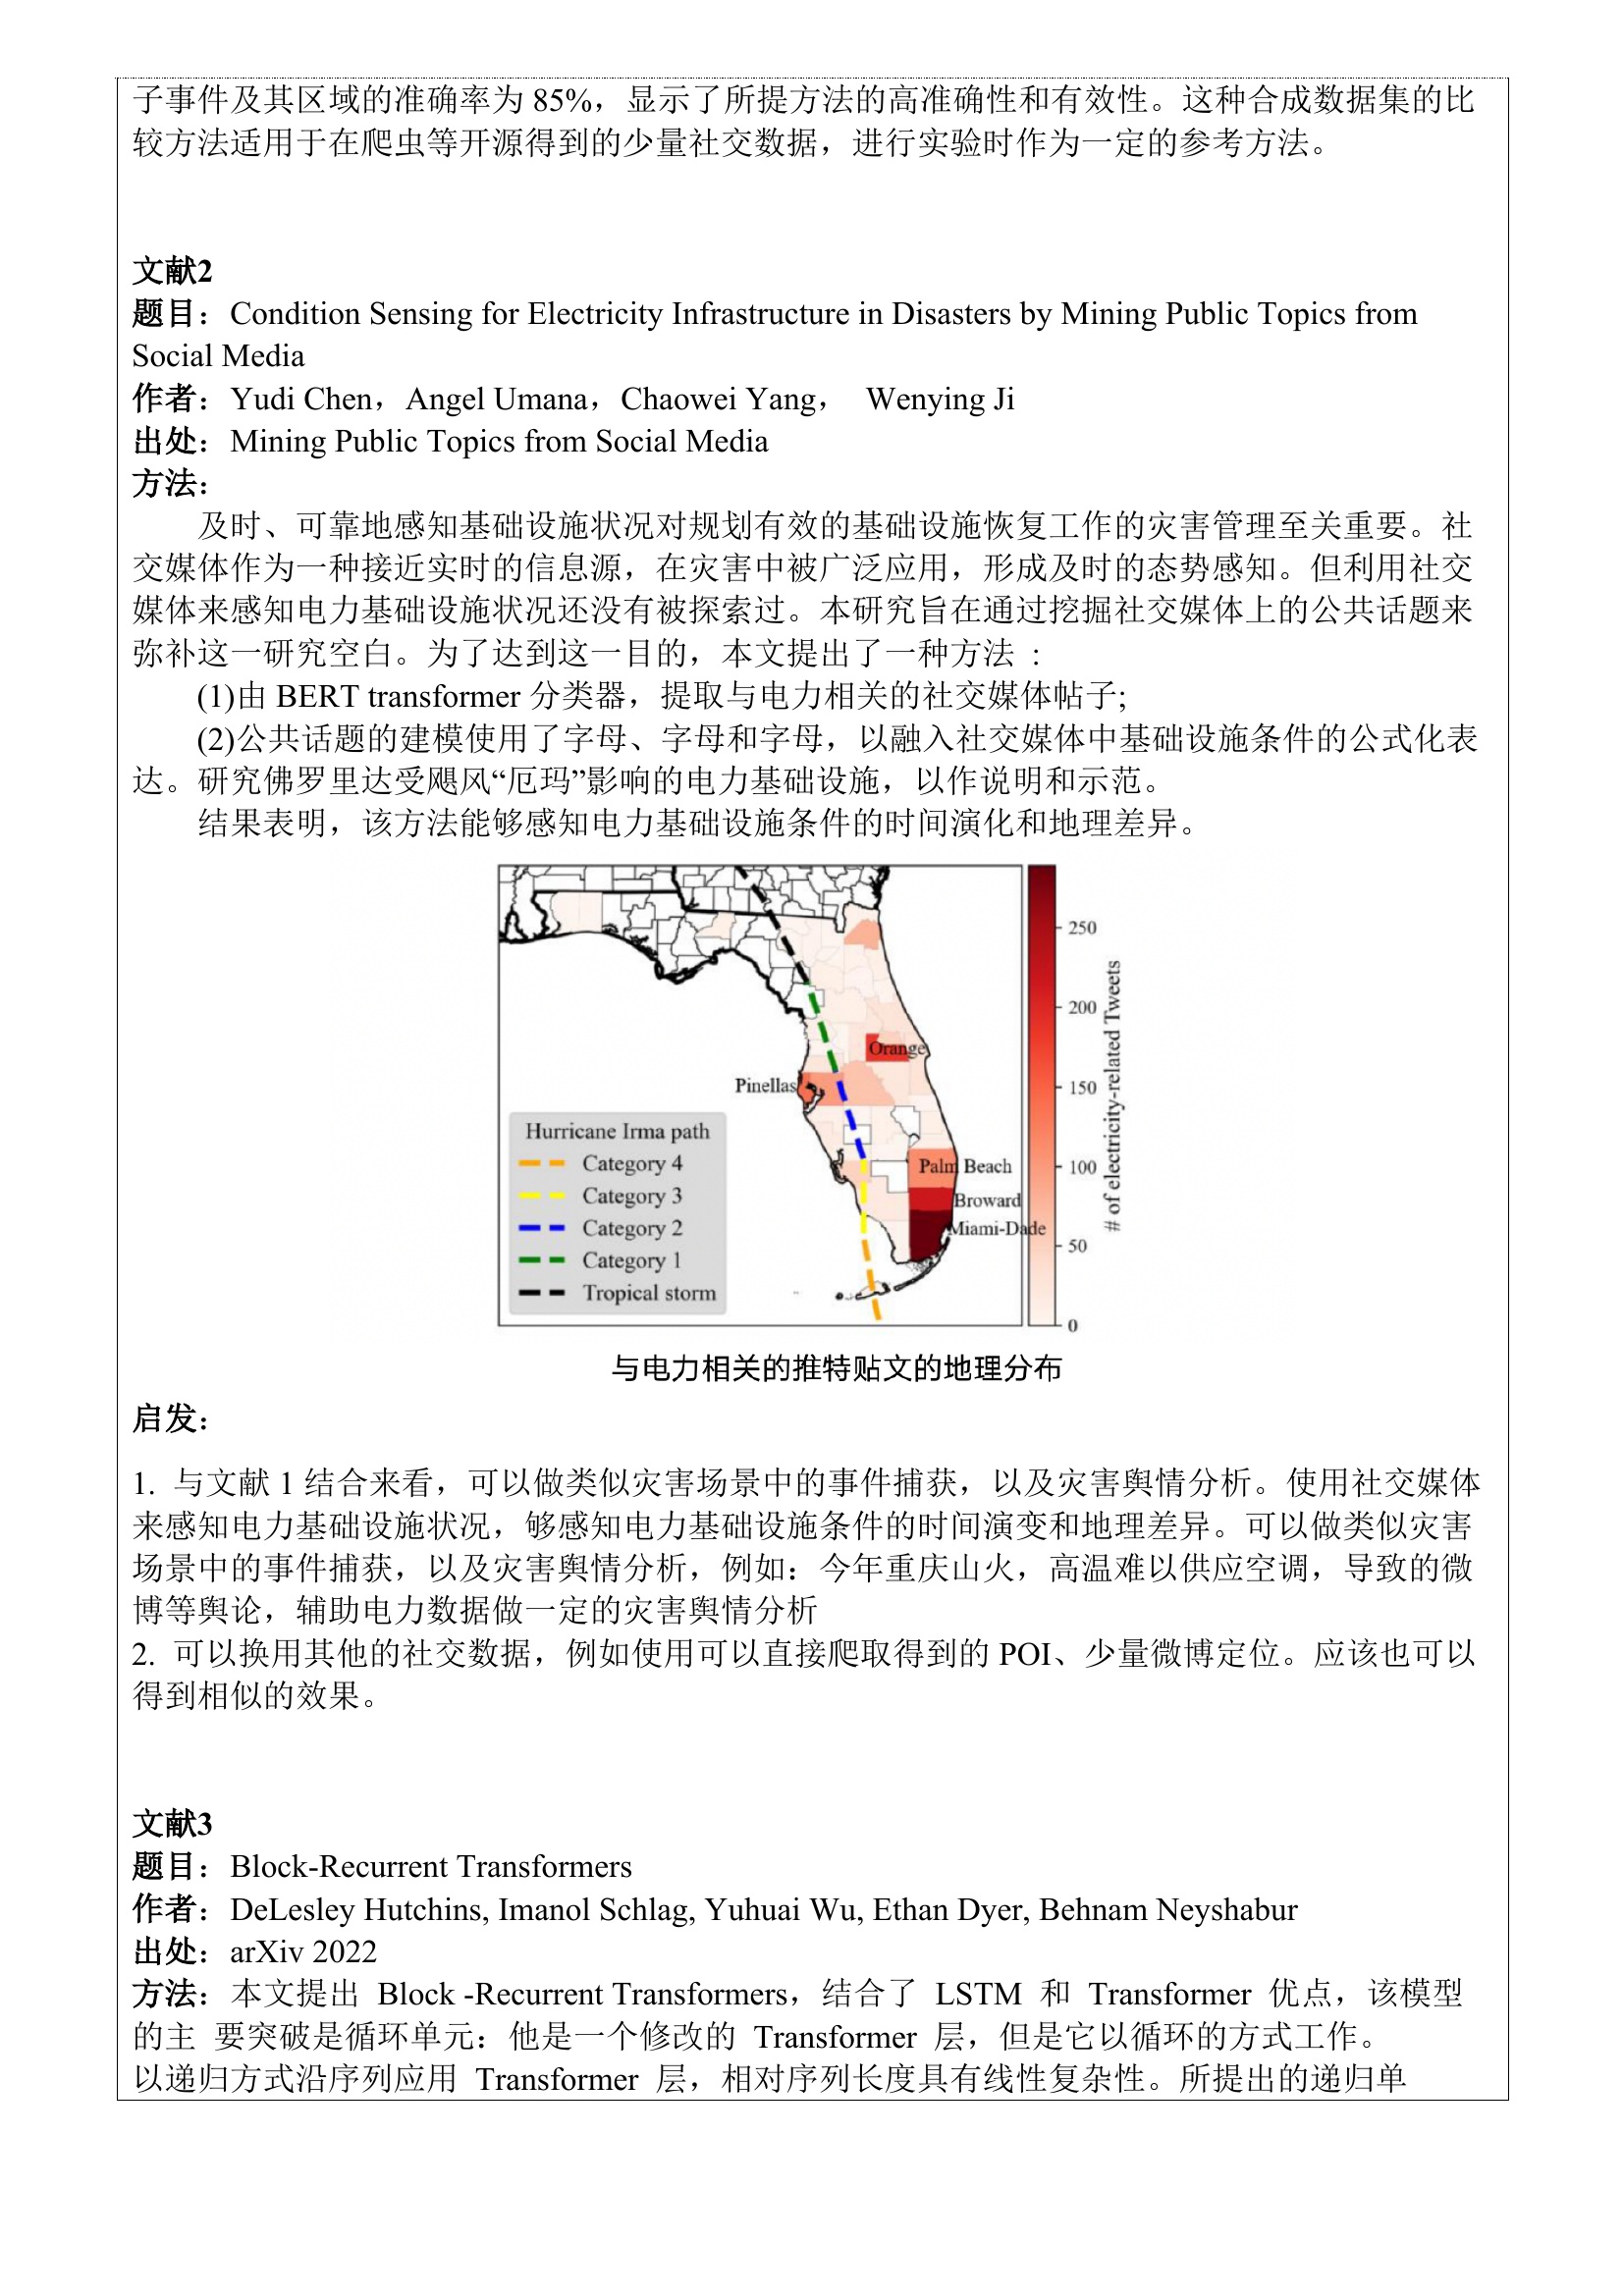 子事件及其区域的准确率为 85%，显示了所提方法的高准确性和有效性。这种合成数据集的比
较方法适用于在爬虫等开源得到的少量社交数据，进行实验时作为一定的参考方法。
文献2
题目：Condition Sensing for Electricity Infrastructure in Disasters by Mining Public Topics from
Social Media
作者：Yudi Chen，Angel Umana，Chaowei Yang， Wenying Ji
出处：Mining Public Topics from Social Media
方法：
及时、可靠地感知基础设施状况对规划有效的基础设施恢复工作的灾害管理至关重要。社
交媒体作为一种接近实时的信息源，在灾害中被广泛应用，形成及时的态势感知。但利用社交
媒体来感知电力基础设施状况还没有被探索过。本研究旨在通过挖掘社交媒体上的公共话题来
弥补这一研究空白。为了达到这一目的，本文提出了一种方法 :
(1)由 BERT transformer 分类器，提取与电力相关的社交媒体帖子;
(2)公共话题的建模使用了字母、字母和字母，以融入社交媒体中基础设施条件的公式化表
达。研究佛罗里达受飓风“厄玛”影响的电力基础设施，以作说明和示范。
结果表明，该方法能够感知电力基础设施条件的时间演化和地理差异。
Orange
Pinellas
Palm Beach
Broward
Miami-Dade
Hurricane Irma path
Category 4
Category 3
Category 2
Category 1
Tropical storm
250
200
150
100
50
0
# of electricity-related Tweets
与电力相关的推特贴文的地理分布
启发：
1. 与文献 1 结合来看，可以做类似灾害场景中的事件捕获，以及灾害舆情分析。使用社交媒体
来感知电力基础设施状况，够感知电力基础设施条件的时间演变和地理差异。可以做类似灾害
场景中的事件捕获，以及灾害舆情分析，例如：今年重庆山火，高温难以供应空调，导致的微
博等舆论，辅助电力数据做一定的灾害舆情分析
2. 可以换用其他的社交数据，例如使用可以直接爬取得到的 POI、少量微博定位。应该也可以
得到相似的效果。
文献3
题目：Block-Recurrent Transformers
作者：DeLesley Hutchins, Imanol Schlag, Yuhuai Wu, Ethan Dyer, Behnam Neyshabur
出处：arXiv 2022
方法：本文提出 Block -Recurrent Transformers，结合了 LSTM 和 Transformer 优点，该模型
的主 要突破是循环单元：他是一个修改的 Transformer 层，但是它以循环的方式工作。
以递归方式沿序列应用 Transformer 层，相对序列长度具有线性复杂性。所提出的递归单